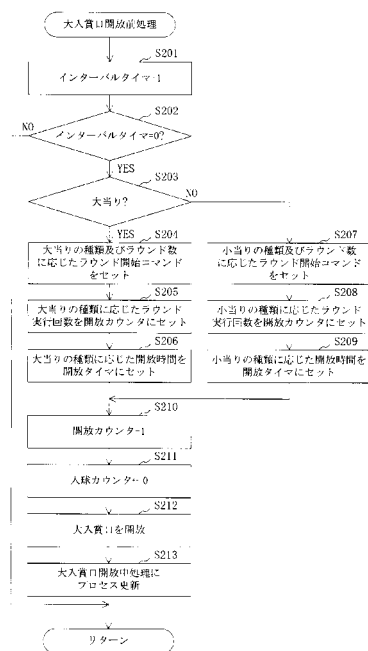 大入賞口開放前処理
S201
インターバルタイマ-1
S202
NO
インターバルタイマ=0?
YES
S203
大当り?
NO
YES
S204
大当りの種類及びラウンド数
に応じたラウンド開始コマンド
をセット
S207
小当りの種類及びラウンド数
に応じたラウンド開始コマンド
をセット
S205
大当りの種類に応じたラウンド
実行回数を開放カウンタにセット
S208
小当りの種類に応じたラウンド
実行回数を開放カウンタにセット
S206
大当りの種類に応じた開放時間を
開放タイマにセット
S209
小当りの種類に応じた開放時間を
開放タイマにセット
S210
開放カウンタ-1
S211
入球カウンタ←0
S212
大入賞口を開放
S213
大入賞口開放中処理に
プロセス更新
リターン